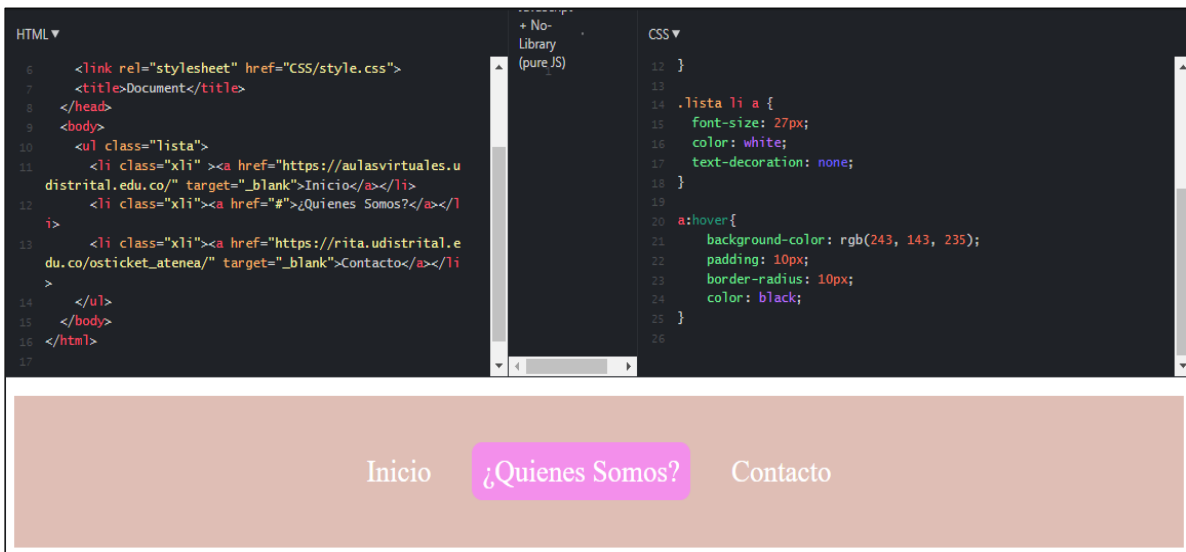 HTML▼
6 <link rel="stylesheet" href="CSS/style.css">
7 <title>Document</title>
8 </head>
9 <body>
10 <ul class="lista">
11 <li class="xli" ><a href="https://aulasvirtuales.u
distrital.edu.co/" target="_blank">Inicio</a></li>
12 <li class="xli"><a href="#">¿Quienes Somos?</a></l
i>
13 <li class="xli"><a href="https://rita.udistrital.e
du.co/osticket_atenea/" target="_blank">Contacto</a></li
>
14 </ul>
15 </body>
16 </html>
17
+ No-
Library
(pure JS)
CSS▼
12 }
13
14 .lista li a {
15 font-size: 27px;
16 color: white;
17 text-decoration: none;
18 }
19
20 a:hover{
21 background-color: rgb(243, 143, 235);
22 padding: 10px;
23 border-radius: 10px;
24 color: black;
25 }
26
Inicio ¿Quienes Somos? Contacto